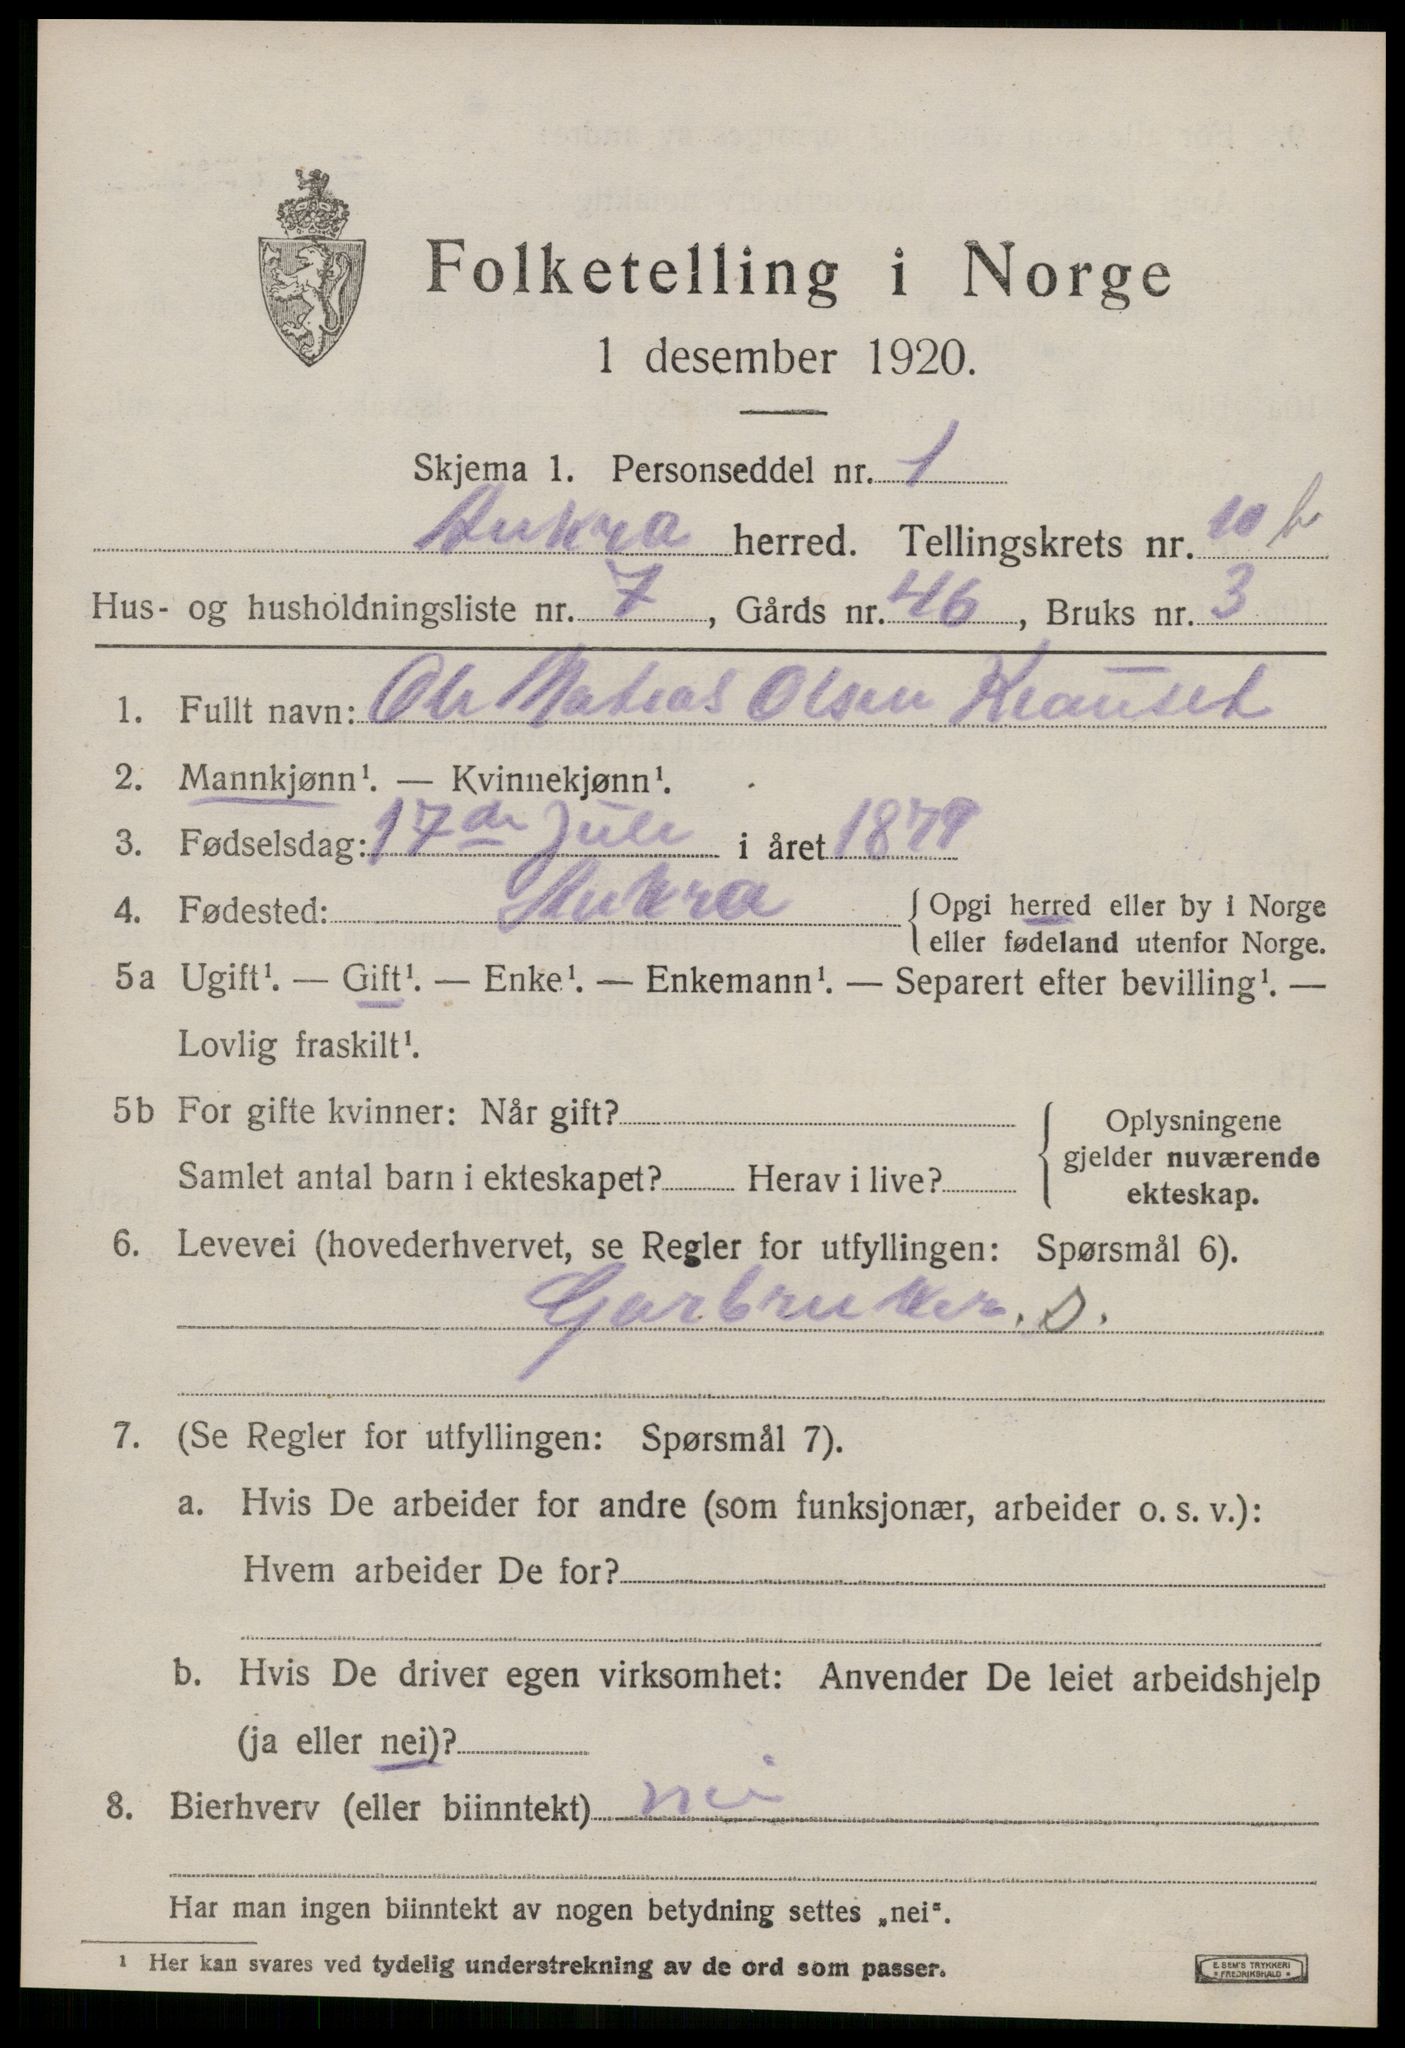 Folketelling i Norge
1 desember 1920.
Skjema 1. Personseddel nr. 1
Aukra herred. Tellingskrets nr. 10 b
Hus- og husholdningsliste nr. 7, Gårds nr. 46, Bruks nr. 3
1. Fullt navn: Ole Matias Olsen Krauset
2. Mannkjønn¹. — Kvinnekjønn¹.
3. Fødselsdag: 17de Juli i året 1879
4. Fødested: Aukra { Opgi herred eller by i Norge
eller fødeland utenfor Norge.
5a Ugift¹. — Gift¹. — Enke¹. — Enkemann¹. — Separert efter bevilling¹. —
Lovlig fraskilt¹.
5b For gifte kvinner: Når gift? { Oplysningene
gjelder nuværende
Samlet antal barn i ekteskapet? Herav i live? ekteskap.
6. Levevei (hovederhvervet, se Regler for utfyllingen: Spørsmål 6).
Garbruker. S.
7. (Se Regler for utfyllingen: Spørsmål 7).
a. Hvis De arbeider for andre (som funksjonær, arbeider o. s. v.):
Hvem arbeider De for?
b. Hvis De driver egen virksomhet: Anvender De leiet arbeidshjelp
(ja eller nei)?
8. Bierhverv (eller biinntekt) nei
Har man ingen biinntekt av nogen betydning settes „nei“.
¹ Her kan svares ved tydelig understrekning av de ord som passer.
E. SEM'S TRYKKERI
* FREDRIKSHALD *